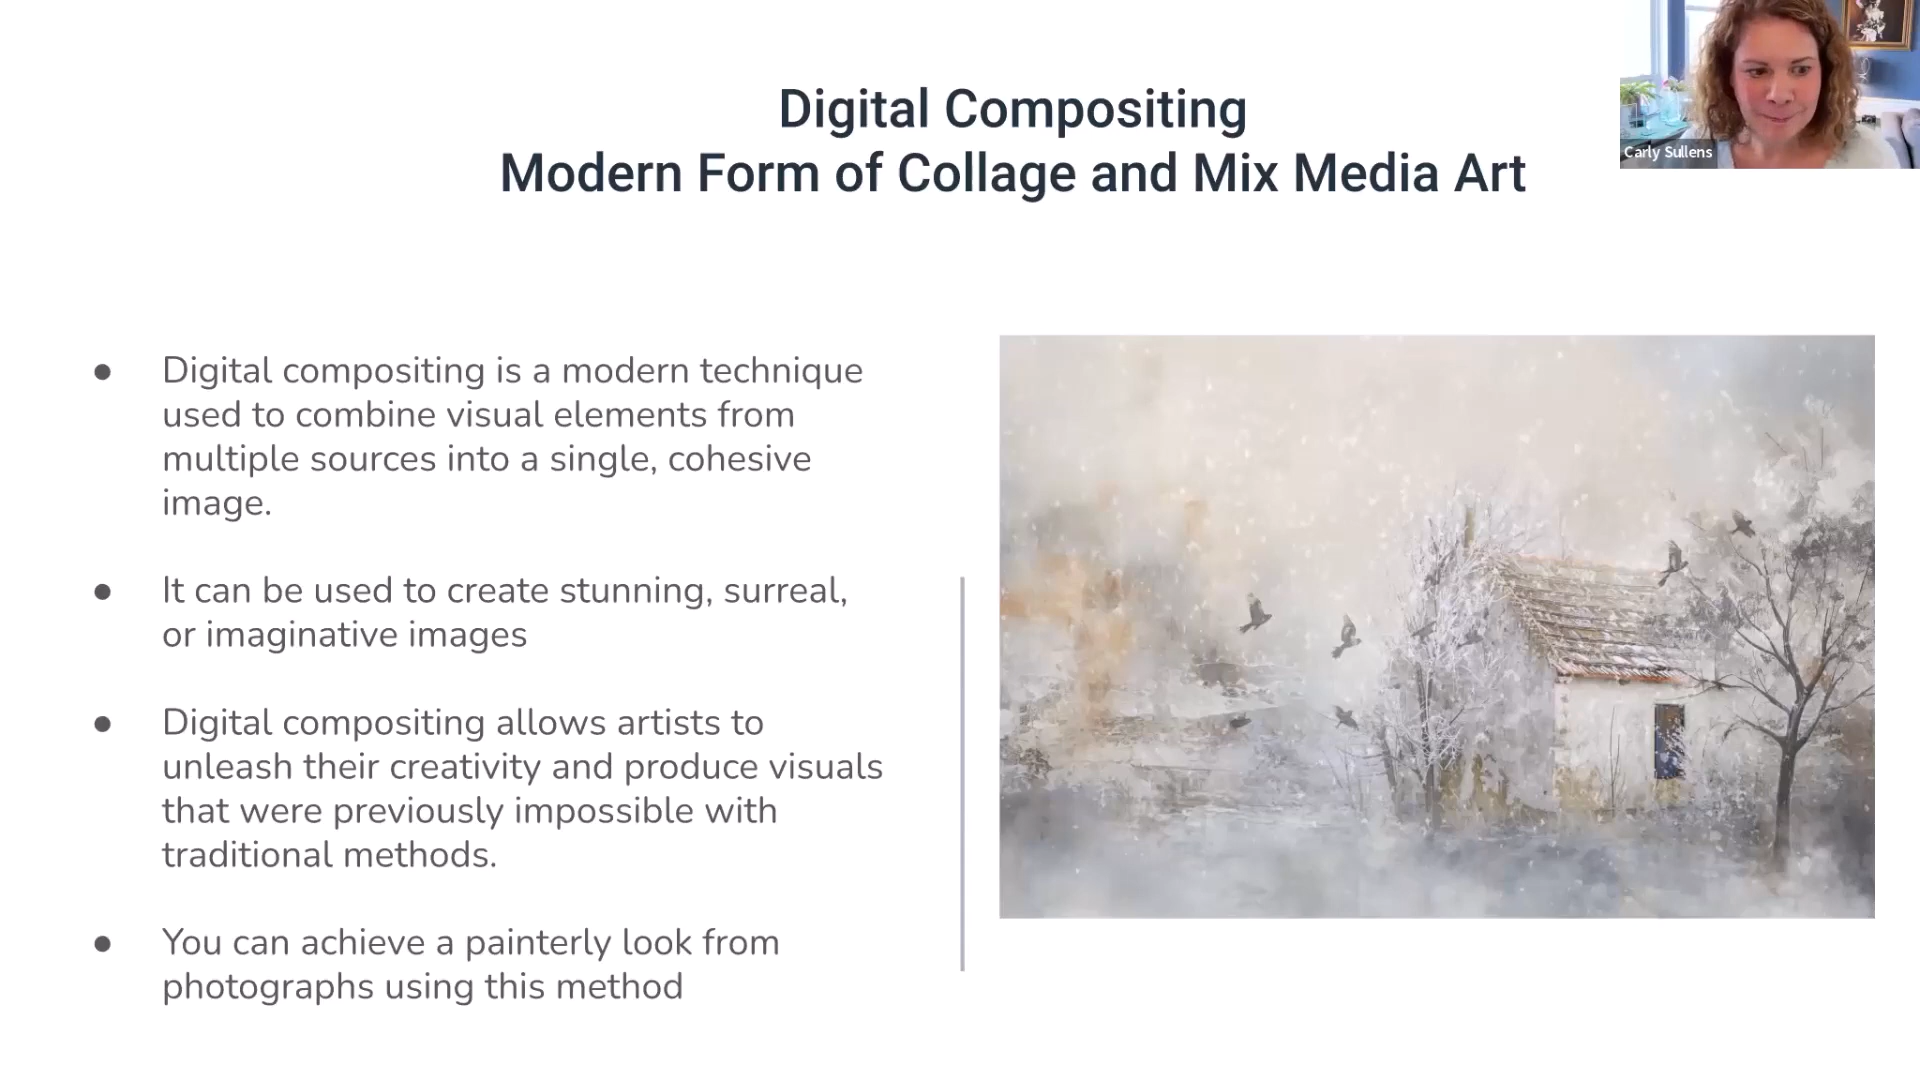 Digital Compositing
Modern Form of Collage and Mix Media Art
Carly Sullens
● Digital compositing is a modern technique
used to combine visual elements from
multiple sources into a single, cohesive
image.
● It can be used to create stunning, surreal,
or imaginative images
● Digital compositing allows artists to
unleash their creativity and produce visuals
that were previously impossible with
traditional methods.
● You can achieve a painterly look from
photographs using this method